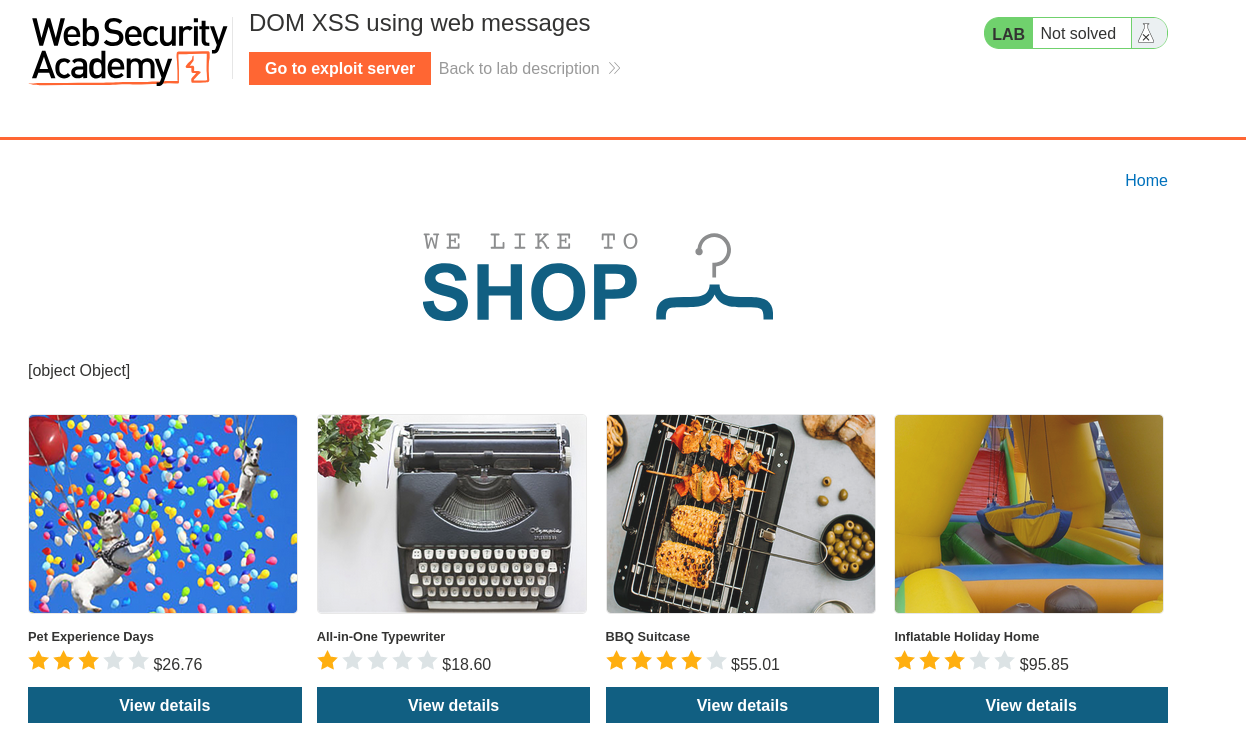 Web Security
Academy
DOM XSS using web messages
Go to exploit server
Back to lab description
LAB
Not solved
Home
WE LIKE TO
SHOP
[object Object]
Pet Experience Days
$26.76
View details
All-in-One Typewriter
$18.60
View details
BBQ Suitcase
$55.01
View details
Inflatable Holiday Home
$95.85
View details